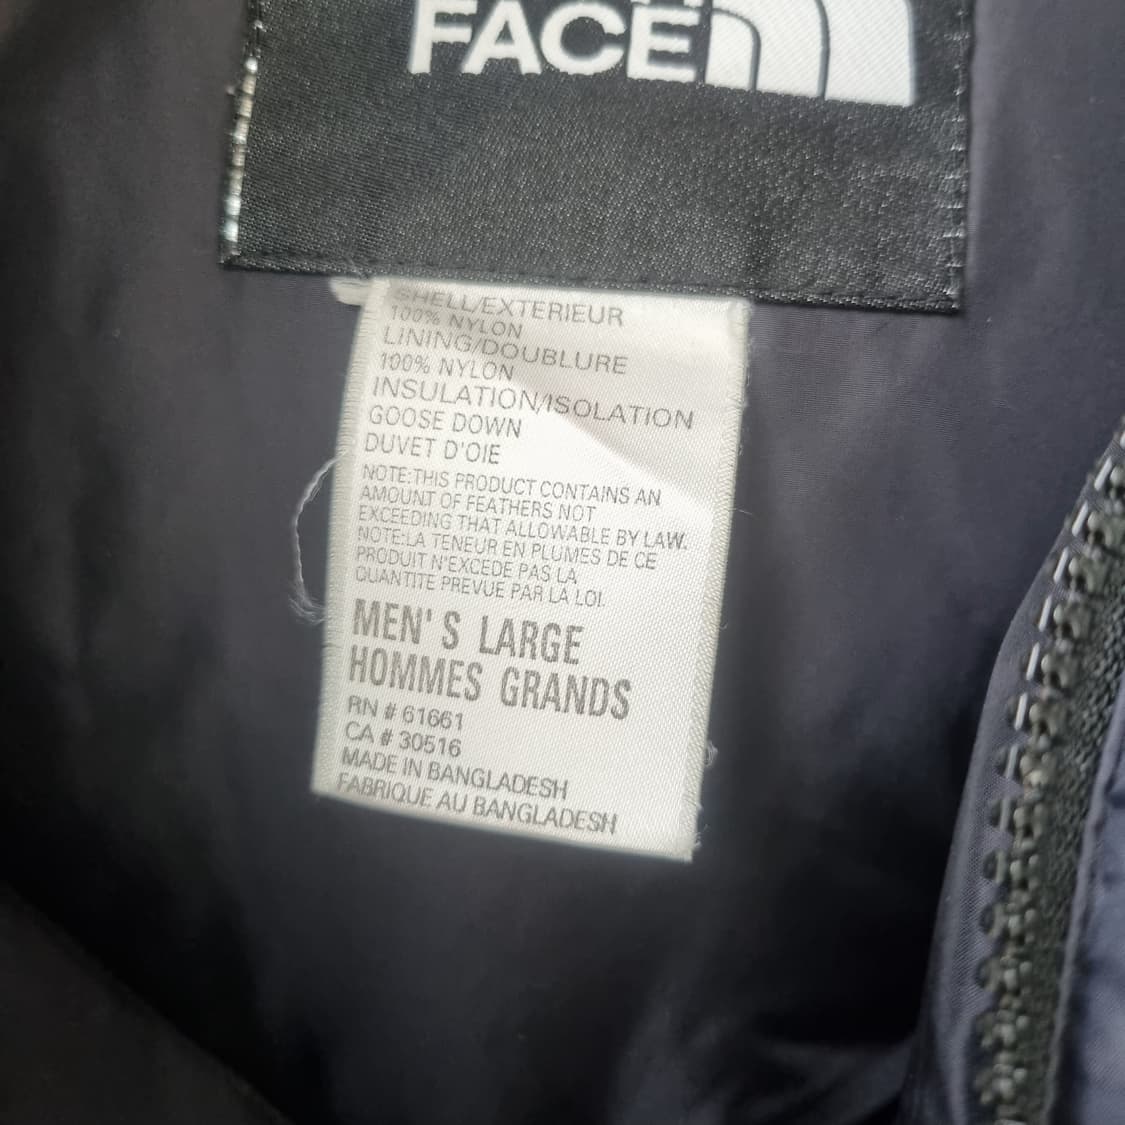 FACE
SHELL/EXTERIEUR
100% NYLON
LINING/DOUBLURE
100% NYLON
INSULATION/ISOLATION
GOOSE DOWN
DUVET D'OIE
NOTE:THIS PRODUCT CONTAINS AN
AMOUNT OF FEATHERS NOT
EXCEEDING THAT ALLOWABLE BY LAW.
NOTE:LA TENEUR EN PLUMES DE CE
PRODUIT N'EXCEDE PAS LA
QUANTITE PREVUE PAR LA LOI.
MEN'S LARGE
HOMMES GRANDS
RN # 61661
CA # 30516
MADE IN BANGLADESH
FABRIQUE AU BANGLADESH